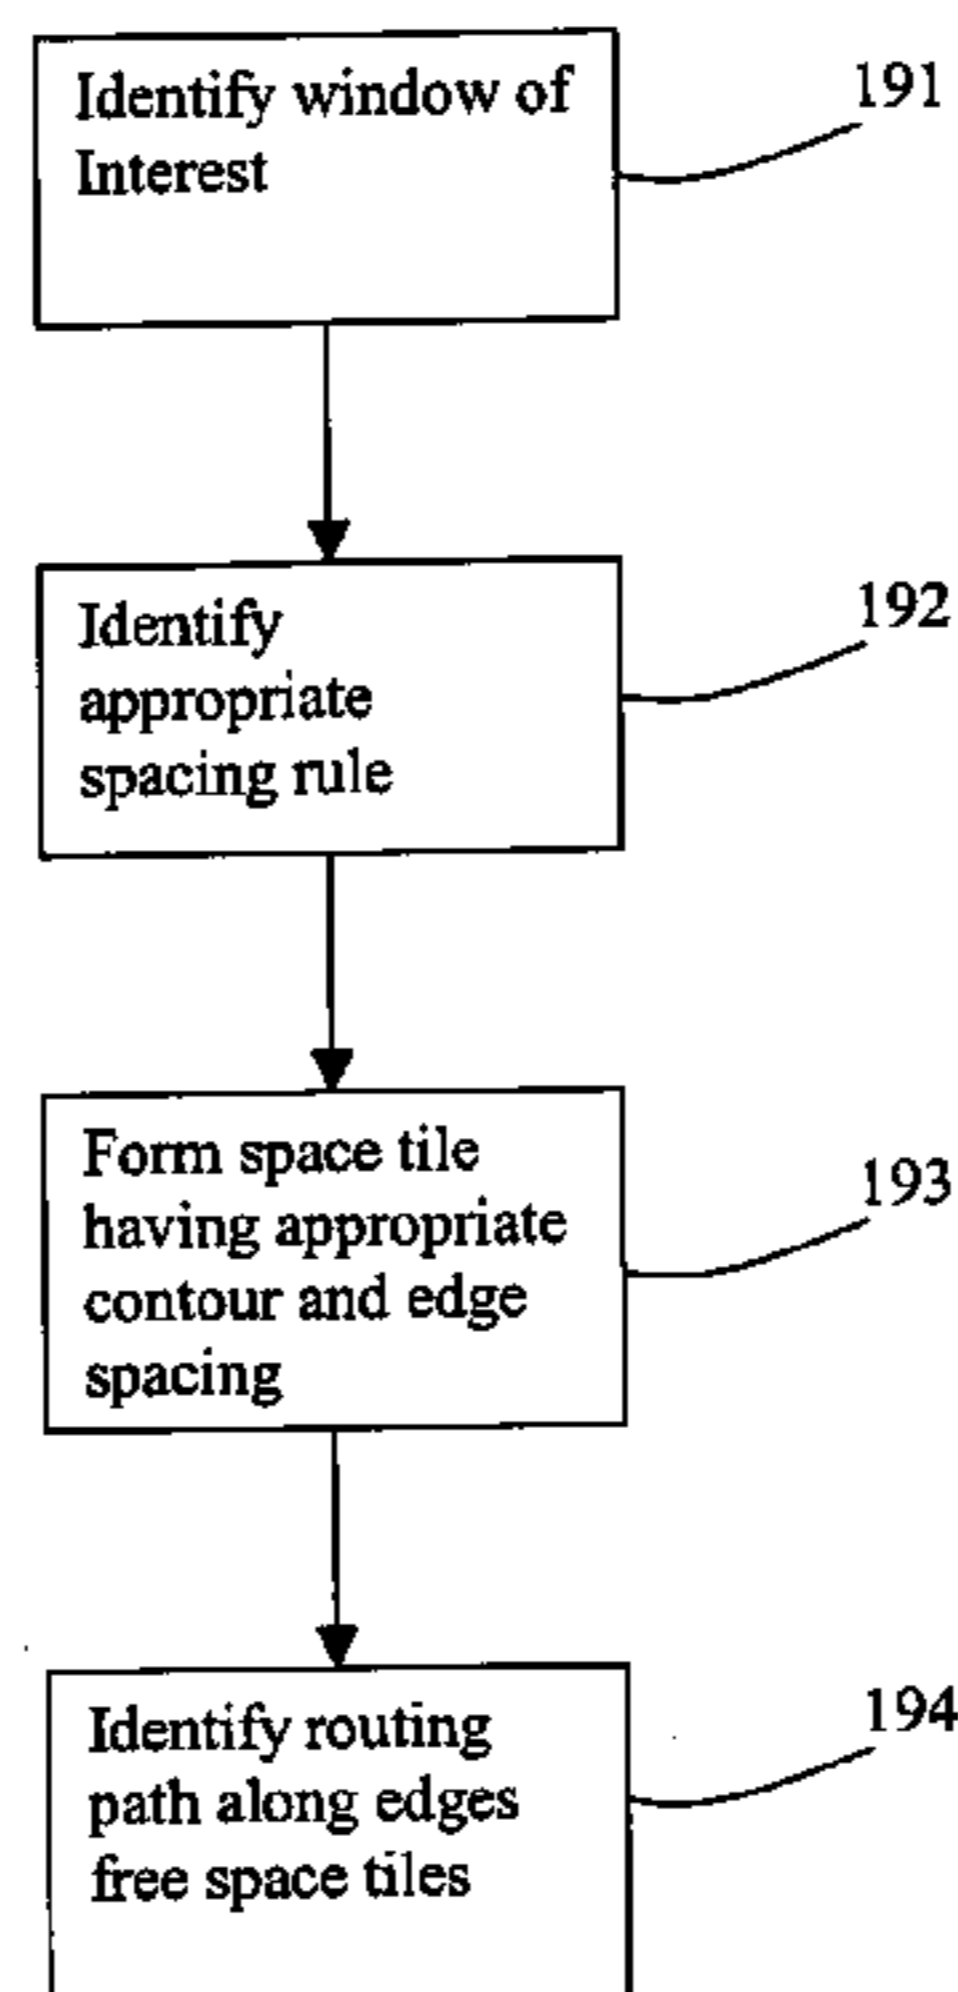 Identify window of
Interest
191
Identify
appropriate
spacing rule
192
Form space tile
having appropriate
contour and edge
spacing
193
Identify routing
path along edges
free space tiles
194